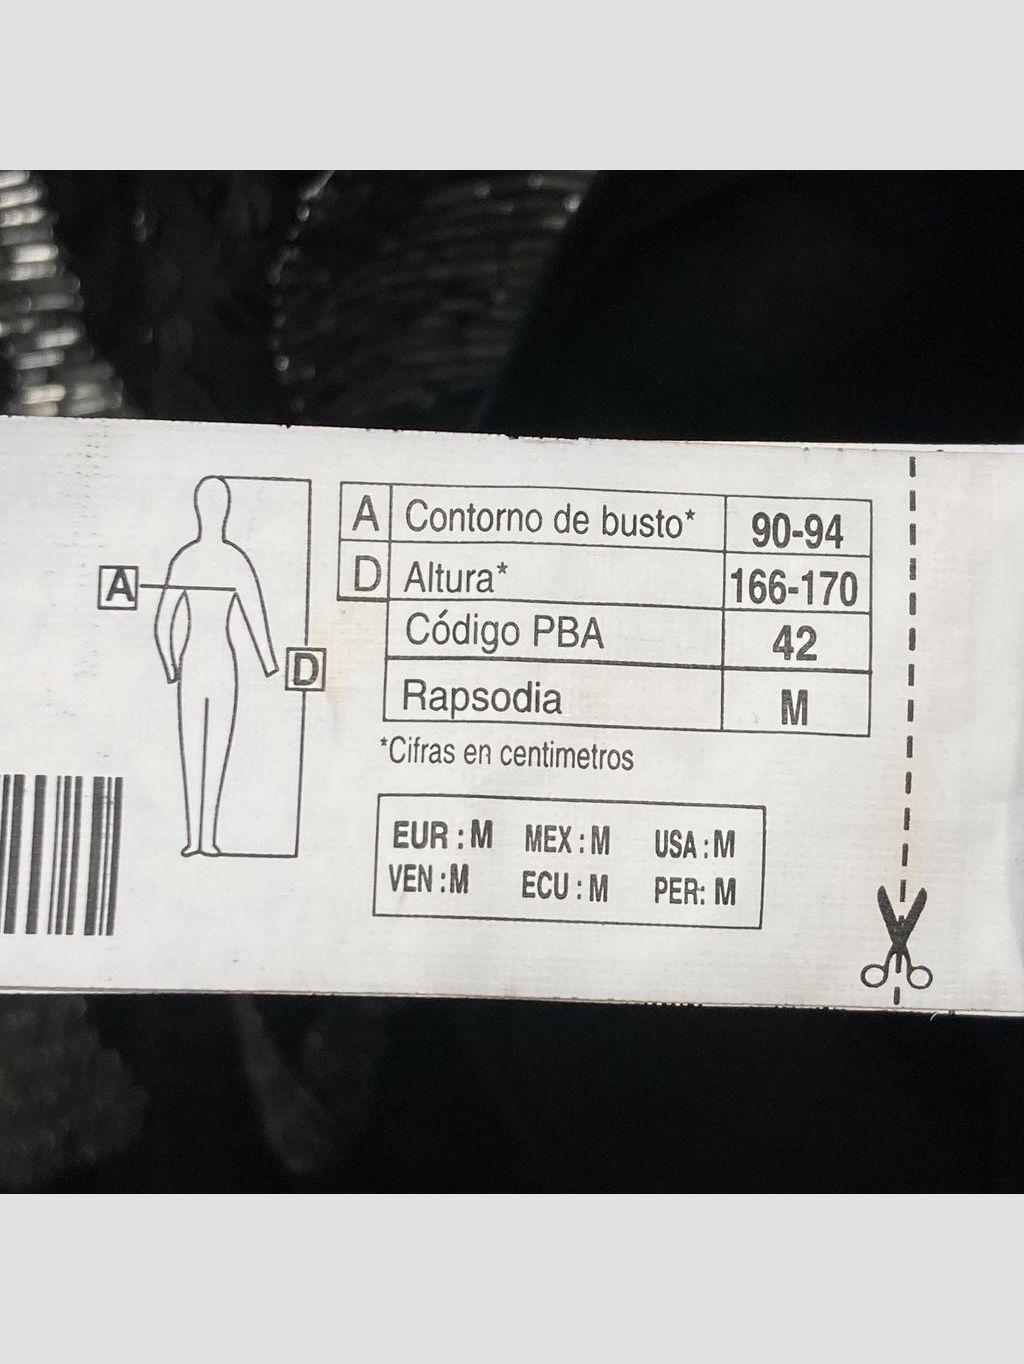 A Contorno de busto* 90-94
D Altura* 166-170
Código PBA 42
Rapsodia M
*Cifras en centimetros
A
D
EUR : M MEX : M USA : M
VEN : M ECU : M PER: M